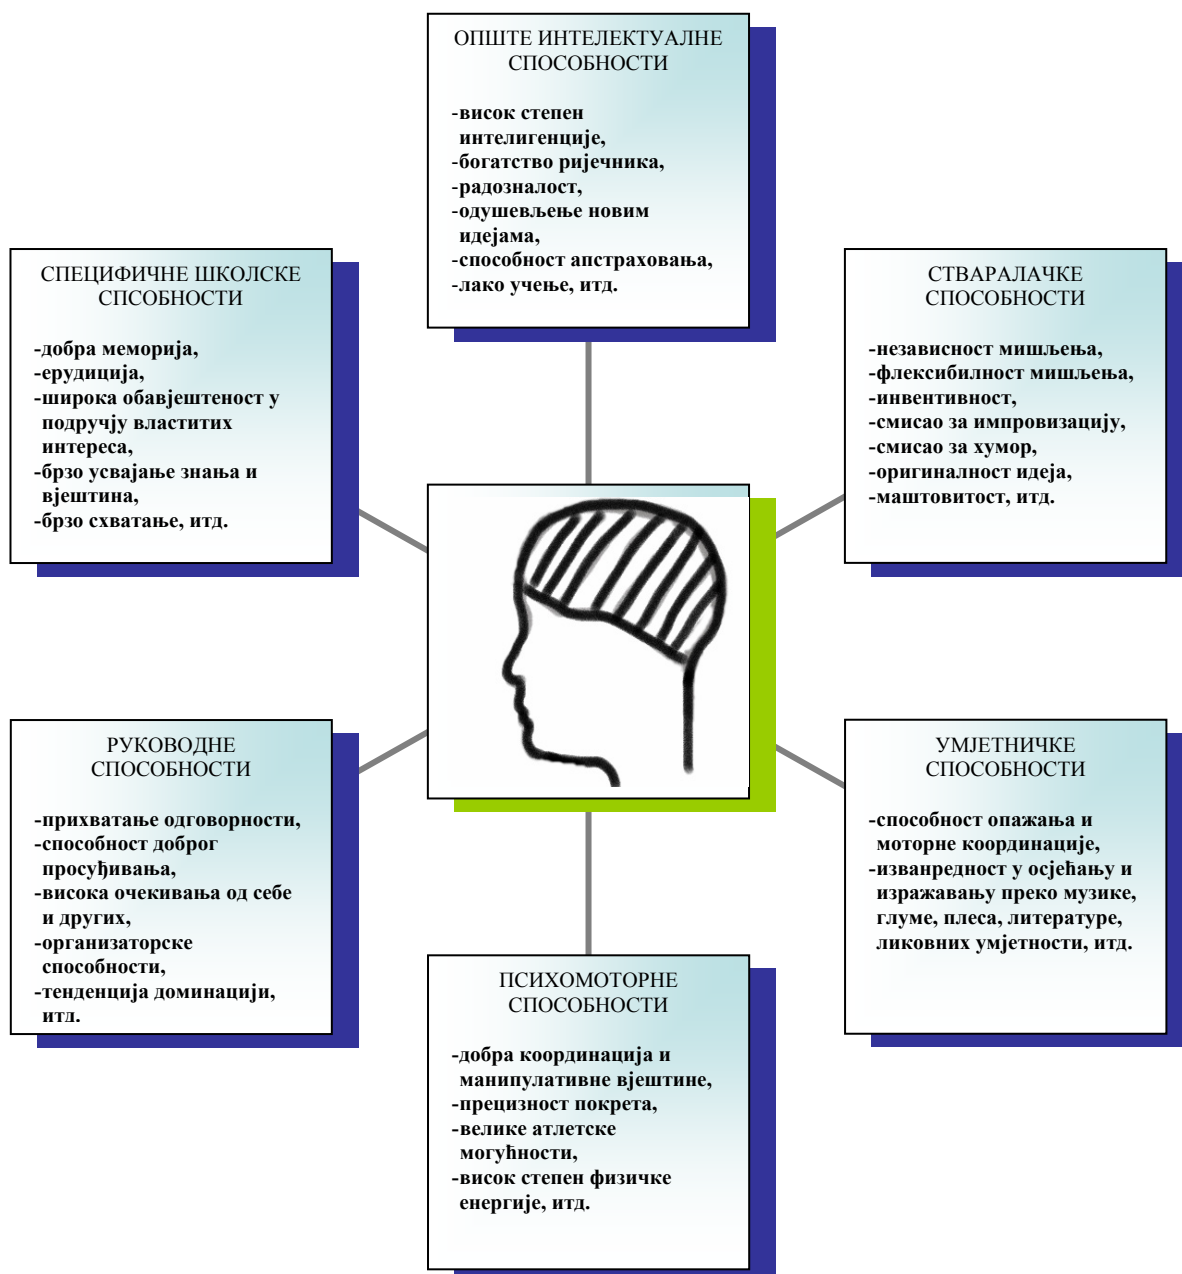 ОПШТЕ ИНТЕЛЕКТУАЛНЕ
СПОСОБНОСТИ
-висок степен
интелигенције,
-богатство ријечника,
-радозналост,
-одушевљење новим
идејама,
-способност апстраховања,
-лако учење, итд.
СПЕЦИФИЧНЕ ШКОЛСКЕ
СПСОБНОСТИ
-добра меморија,
-ерудиција,
-широка обавјештеност у
подручју властитих
интереса,
-брзо усвајање знања и
вјештина,
-брзо схватање, итд.
СТВАРАЛАЧКЕ
СПОСОБНОСТИ
-независност мишљења,
-флексибилност мишљења,
-инвентивност,
-смисао за импровизацију,
-смисао за хумор,
-оригиналност идеја,
-маштовитост, итд.
РУКОВОДНЕ
СПОСОБНОСТИ
-прихватање одговорности,
-способност доброг
просуђивања,
-висока очекивања од себе
и других,
-организаторске
способности,
-тенденција доминацији,
итд.
УМЈЕТНИЧКЕ
СПОСОБНОСТИ
-способност опажања и
моторне координације,
-изванредност у осјећању и
изражавању преко музике,
глуме, плеса, литературе,
ликовних умјетности, итд.
ПСИХОМОТОРНЕ
СПОСОБНОСТИ
-добра координација и
манипулативне вјештине,
-прецизност покрета,
-велике атлетске
могућности,
-висок степен физичке
енергије, итд.